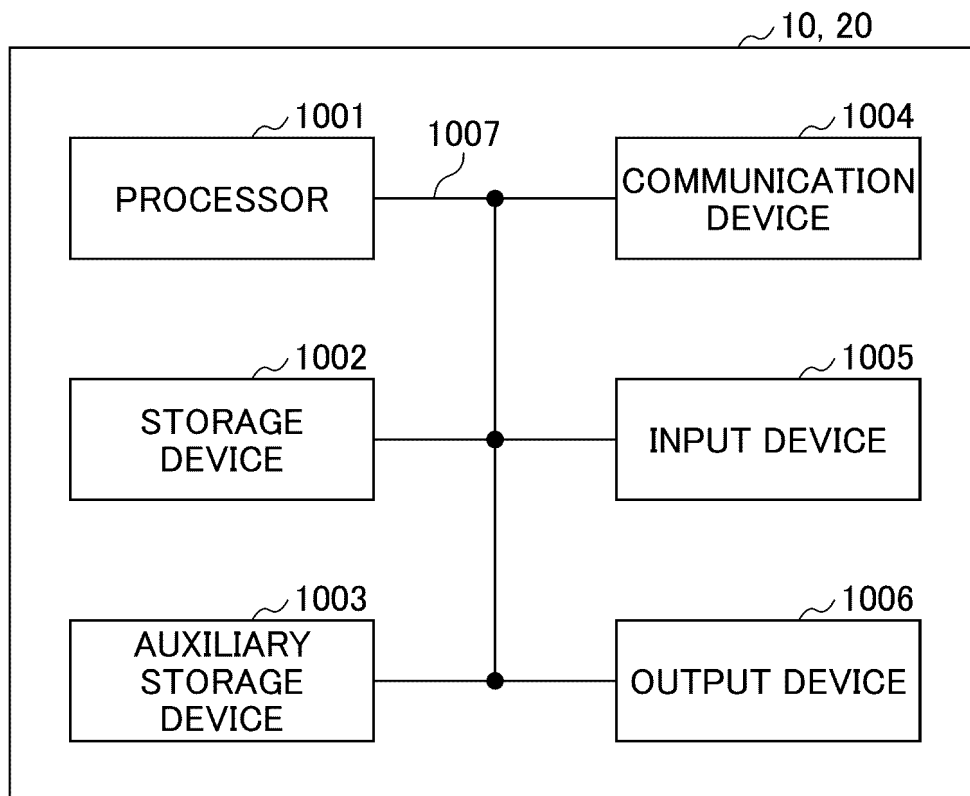 10, 20
1001
PROCESSOR
1007
1004
COMMUNICATION
DEVICE
1002
STORAGE
DEVICE
1005
INPUT DEVICE
1003
AUXILIARY
STORAGE
DEVICE
1006
OUTPUT DEVICE